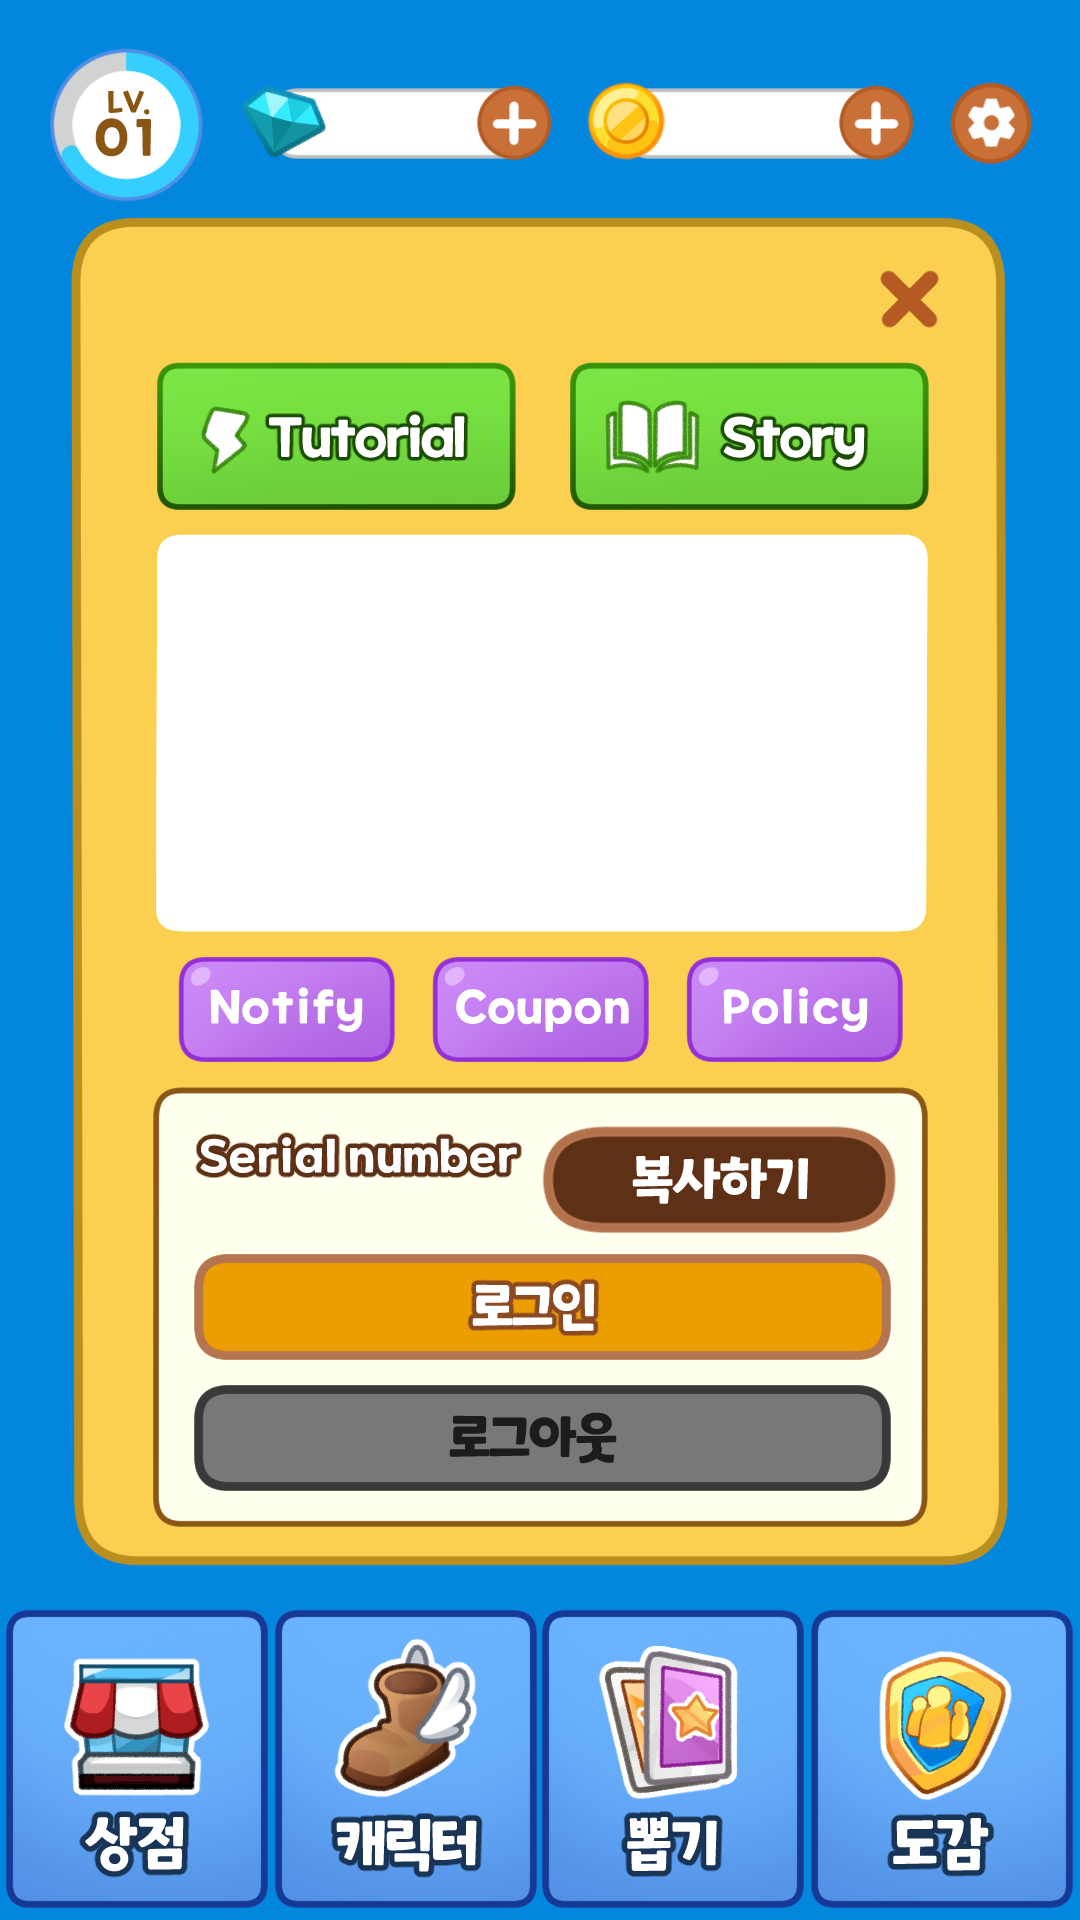 LV.
01
Tutorial
Story
Notify
Coupon
Policy
Serial number
복사하기
로그인
로그아웃
상점
캐릭터
뽑기
도감